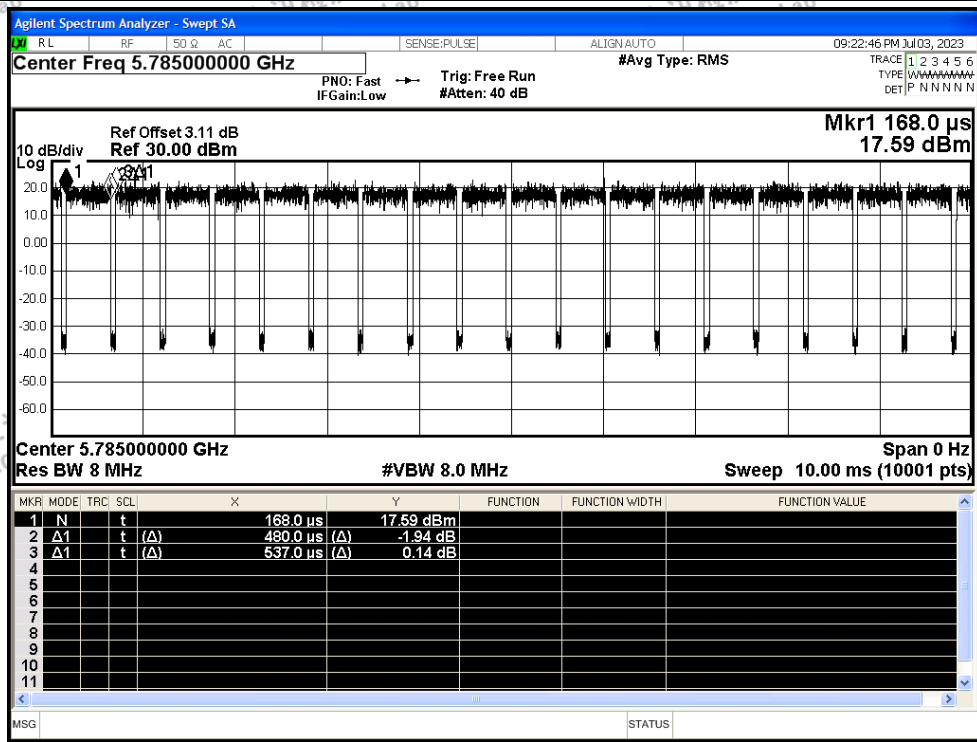 Agilent Spectrum Analyzer - Swept SA
LXI RL RF 50 Ω AC SENSE:PULSE ALIGN AUTO 09:22:46 PM Jul 03, 2023
Center Freq 5.785000000 GHz #Avg Type: RMS TRACE 1 2 3 4 5 6
PNO: Fast Trig: Free Run TYPE WWWWWW
IFGain:Low #Atten: 40 dB DET P N N N N N
Mkr1 168.0 µs
Ref Offset 3.11 dB
10 dB/div Ref 30.00 dBm 17.59 dBm
Log
1
20.0
10.0
0.00
-10.0
-20.0
-30.0
-40.0
-50.0
-60.0
Center 5.785000000 GHz Span 0 Hz
Res BW 8 MHz #VBW 8.0 MHz Sweep 10.00 ms (10001 pts)
MKR MODE TRC SCL X Y FUNCTION FUNCTION WIDTH FUNCTION VALUE
1 N t 168.0 µs 17.59 dBm
2 Δ1 t (Δ) 480.0 µs (Δ) -1.94 dB
3 Δ1 t (Δ) 537.0 µs (Δ) 0.14 dB
4
5
6
7
8
9
10
11
MSG STATUS